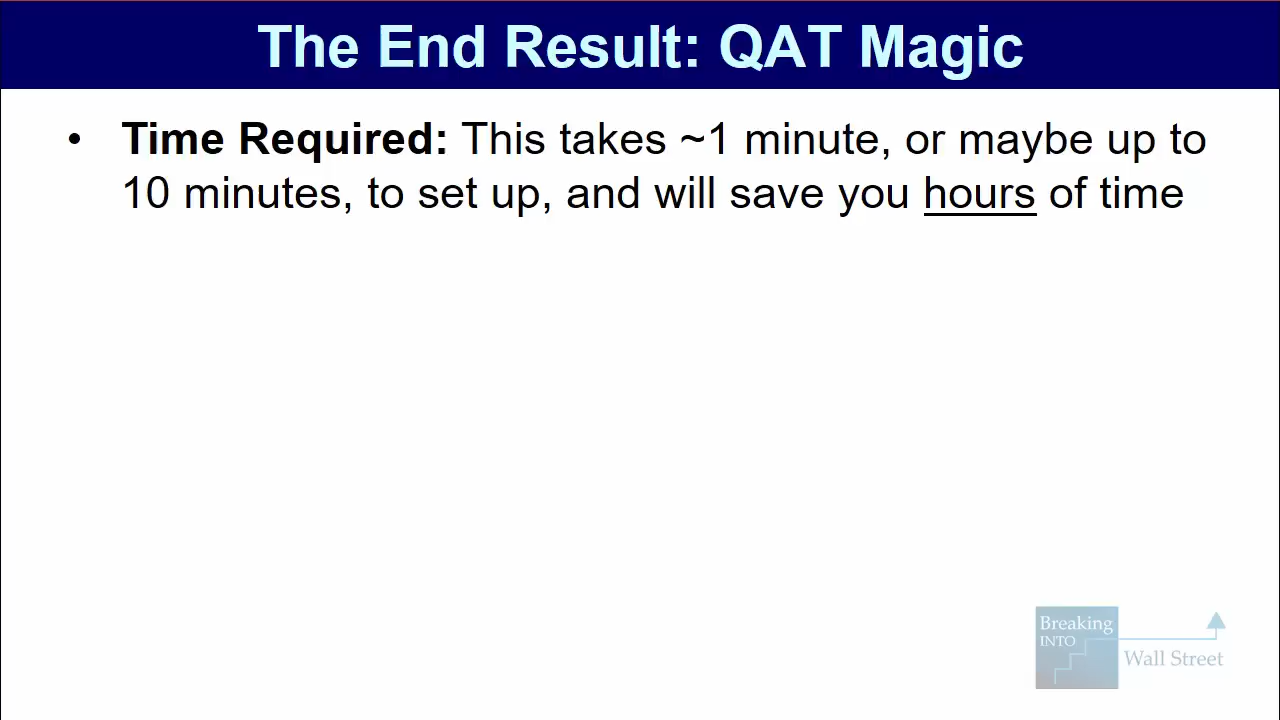 The End Result: QAT Magic
• Time Required: This takes ~1 minute, or maybe up to
10 minutes, to set up, and will save you hours of time
Breaking
INTO
Wall Street